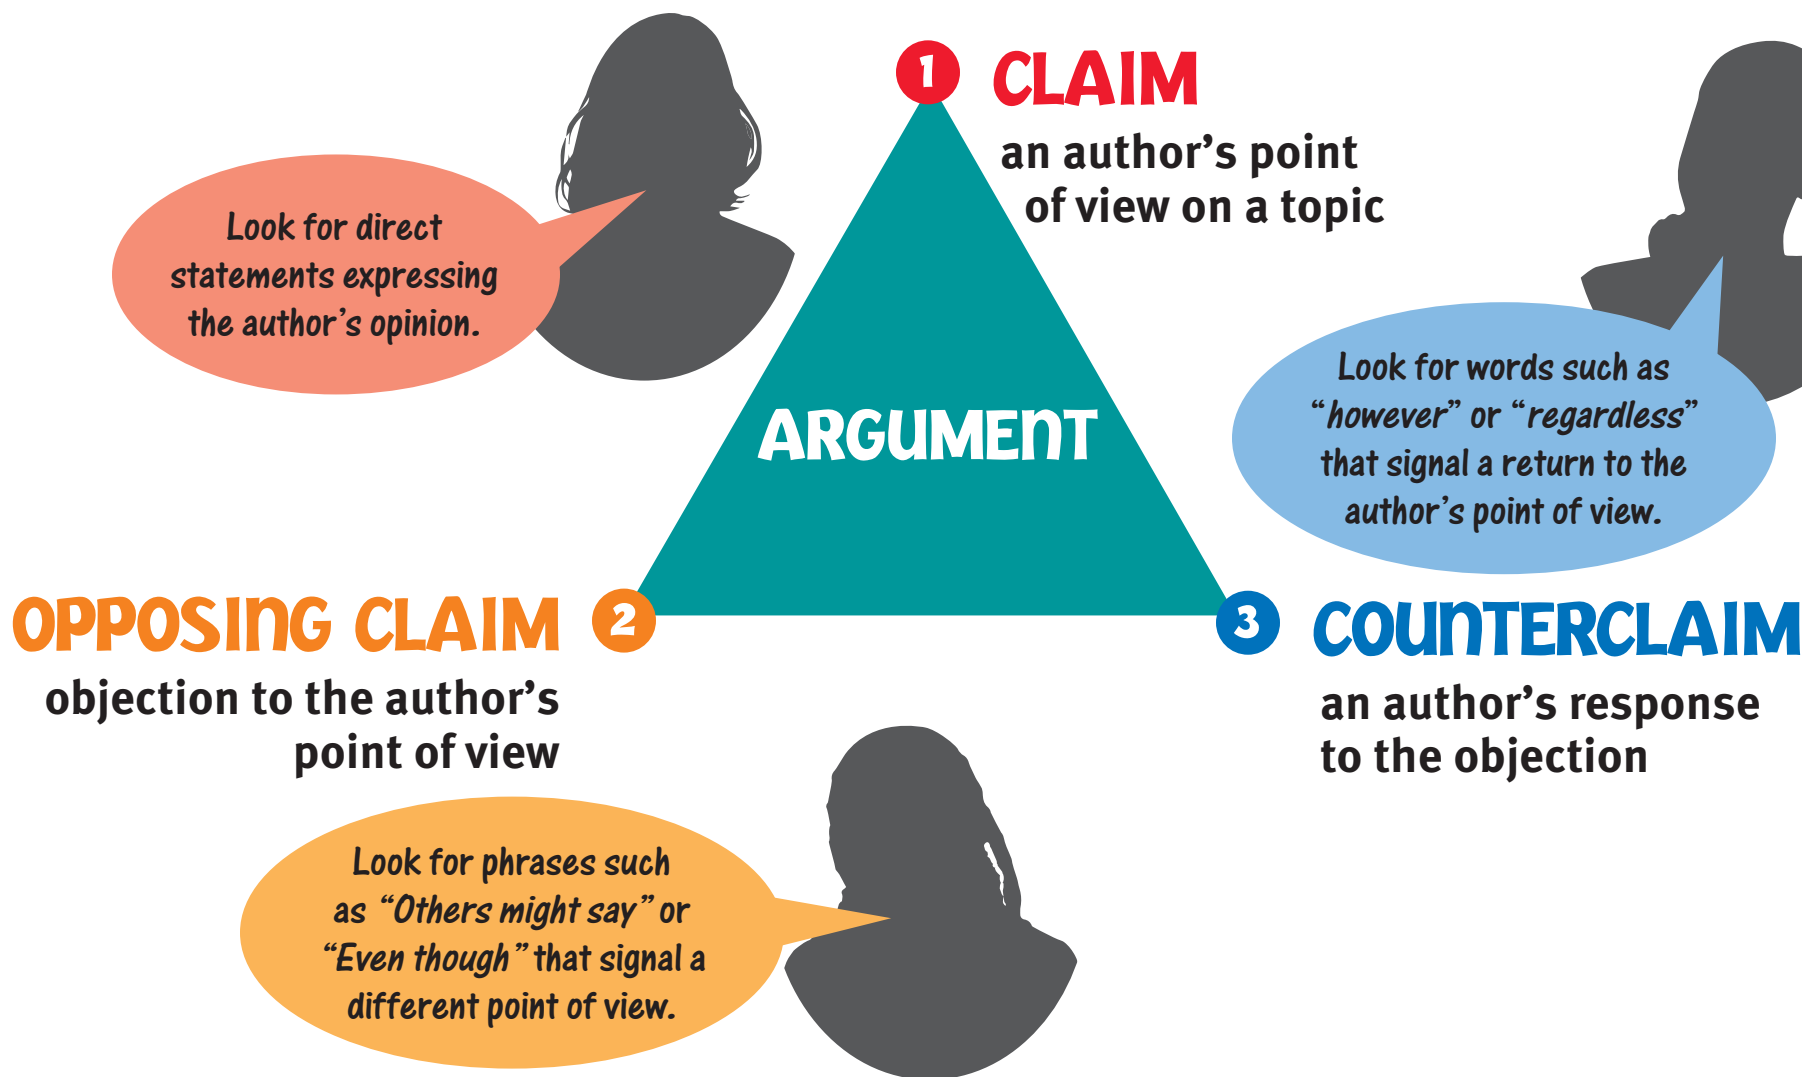 1 CLAIM
an author's point
of view on a topic
Look for direct
statements expressing
the author's opinion.
ARGUMENT
Look for words such as
“however” or “regardless”
that signal a return to the
author's point of view.
OPPOSING CLAIM 2
objection to the author's
point of view
3 COUNTERCLAIM
an author's response
to the objection
Look for phrases such
as “Others might say” or
“Even though” that signal a
different point of view.